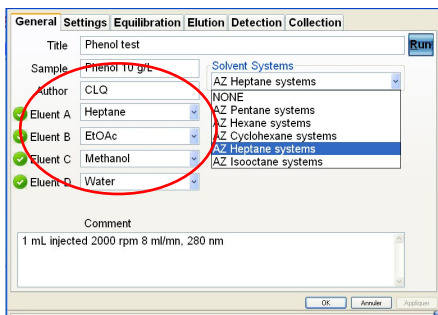 General Settings Equilibration Elution Detection Collection
Title Phenol test Run
Sample Phenol 10 g/L Solvent Systems
AZ Heptane systems
Author CLQ NONE
Eluent A Heptane AZ Pentane systems
AZ Hexane systems
Eluent B EtOAc AZ Cyclohexane systems
AZ Heptane systems
Eluent C Methanol AZ Isooctane systems
Eluent D Water
Comment
1 mL injected 2000 rpm 8 ml/mn, 280 nm
OK Annuler Appliquer